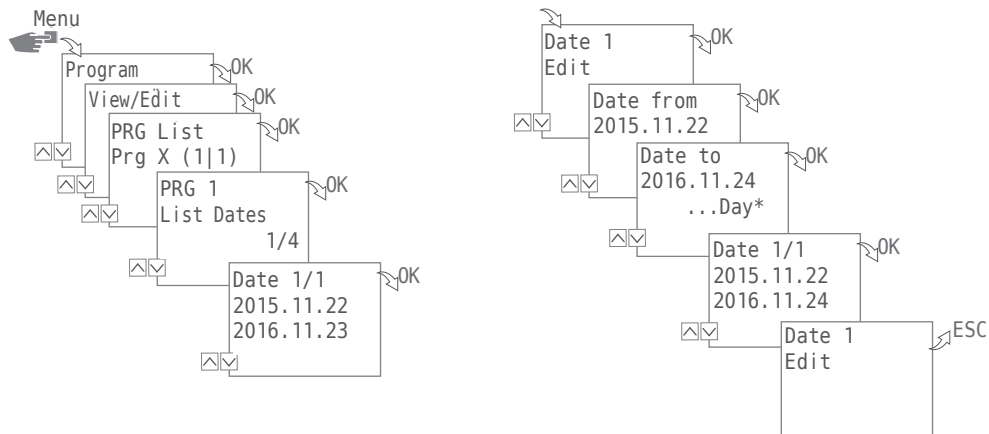 Menu
Program
OK
View/Edit
OK
PRG List
Prg X (1|1)
OK
PRG 1
List Dates
1/4
OK
Date 1/1
2015.11.22
2016.11.23
OK
Date 1
Edit
OK
Date from
2015.11.22
OK
Date to
2016.11.24
...Day*
OK
Date 1/1
2015.11.22
2016.11.24
OK
Date 1
Edit
ESC